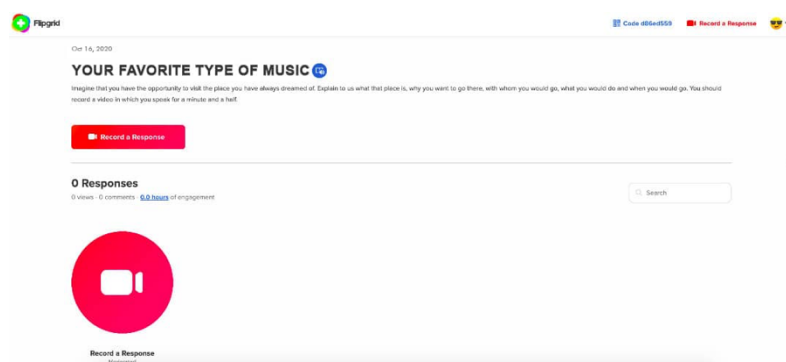 Flipgrid
Code d86ed559
Record a Response
Oct 16, 2020
YOUR FAVORITE TYPE OF MUSIC
Imagine that you have the opportunity to visit the place you have always dreamed of. Explain to us what that place is, why you want to go there, with whom you would go, what you would do and when you would go. You should
record a video in which you speak for a minute and a half.
Record a Response
0 Responses
0 views · 0 comments · 0.0 hours of engagement
Search
Record a Response